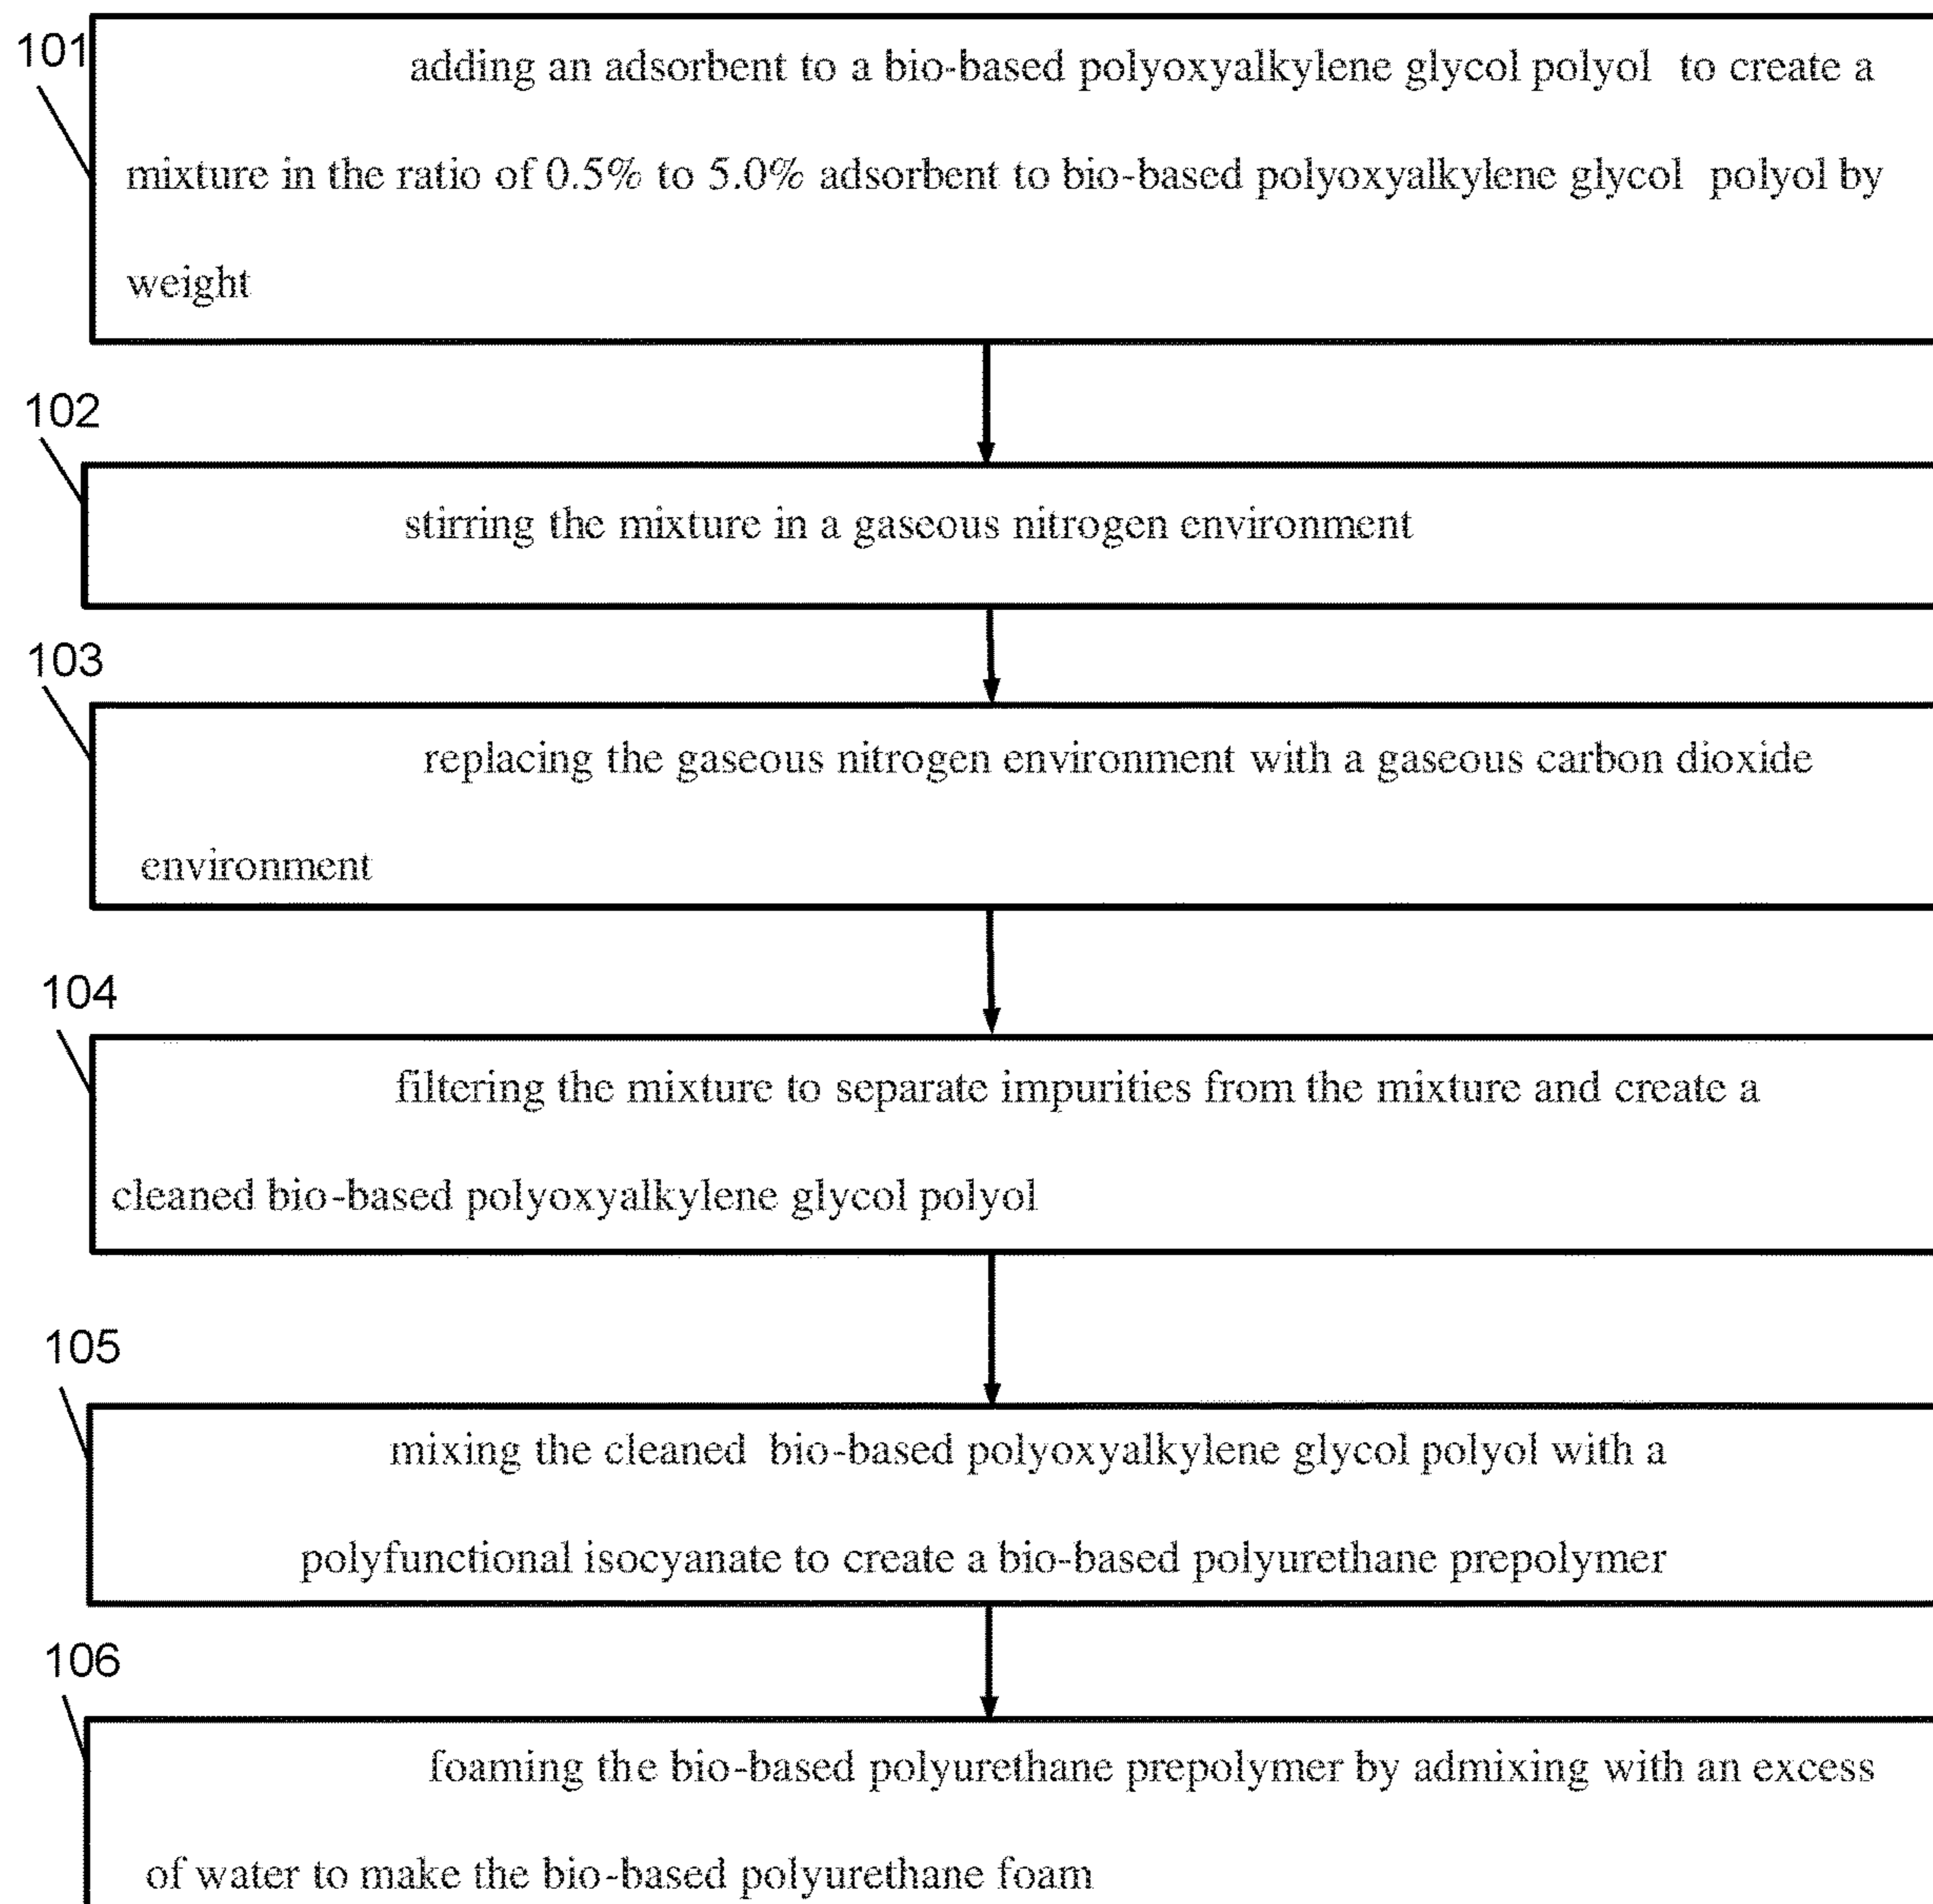 101
adding an adsorbent to a bio-based polyoxyalkylene glycol polyol to create a
mixture in the ratio of 0.5% to 5.0% adsorbent to bio-based polyoxyalkylene glycol polyol by
weight
102
stirring the mixture in a gaseous nitrogen environment
103
replacing the gaseous nitrogen environment with a gaseous carbon dioxide
environment
104
filtering the mixture to separate impurities from the mixture and create a
cleaned bio-based polyoxyalkylene glycol polyol
105
mixing the cleaned bio-based polyoxyalkylene glycol polyol with a
polyfunctional isocyanate to create a bio-based polyurethane prepolymer
106
foaming the bio-based polyurethane prepolymer by admixing with an excess
of water to make the bio-based polyurethane foam